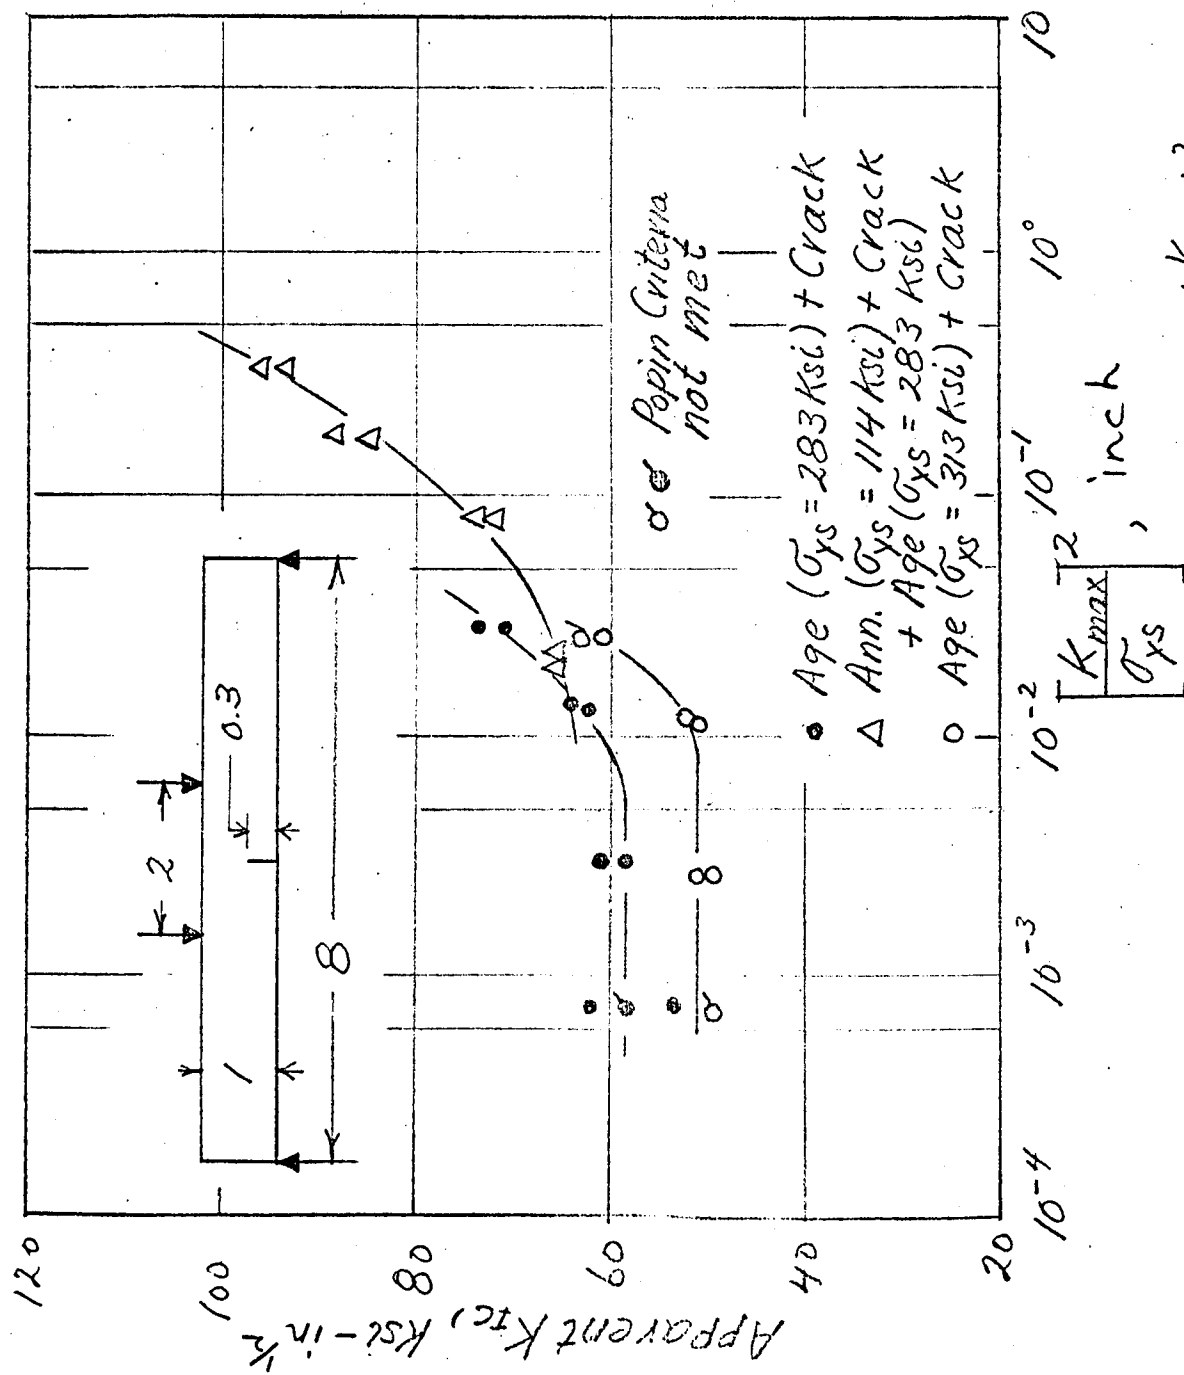 120
100
80
60
40
20
Apparent K_IC, Ksi-in^1/2
2
0.3
1
8
Popin Criteria
not met
Age (σ_YS = 283 Ksi) + Crack
Ann. (σ_YS = 114 Ksi) + Crack
+ Age (σ_YS = 283 Ksi)
Age (σ_YS = 313 Ksi) + Crack
10^-4
10^-3
10^-2
10^-1
10^0
10
[K_max / σ_YS]^2, inch